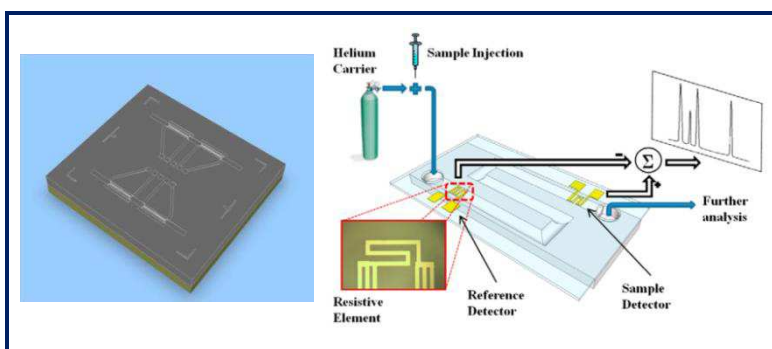 Helium
Carrier
Sample Injection
-
Σ
+
Further
analysis
Resistive
Element
Reference
Detector
Sample
Detector